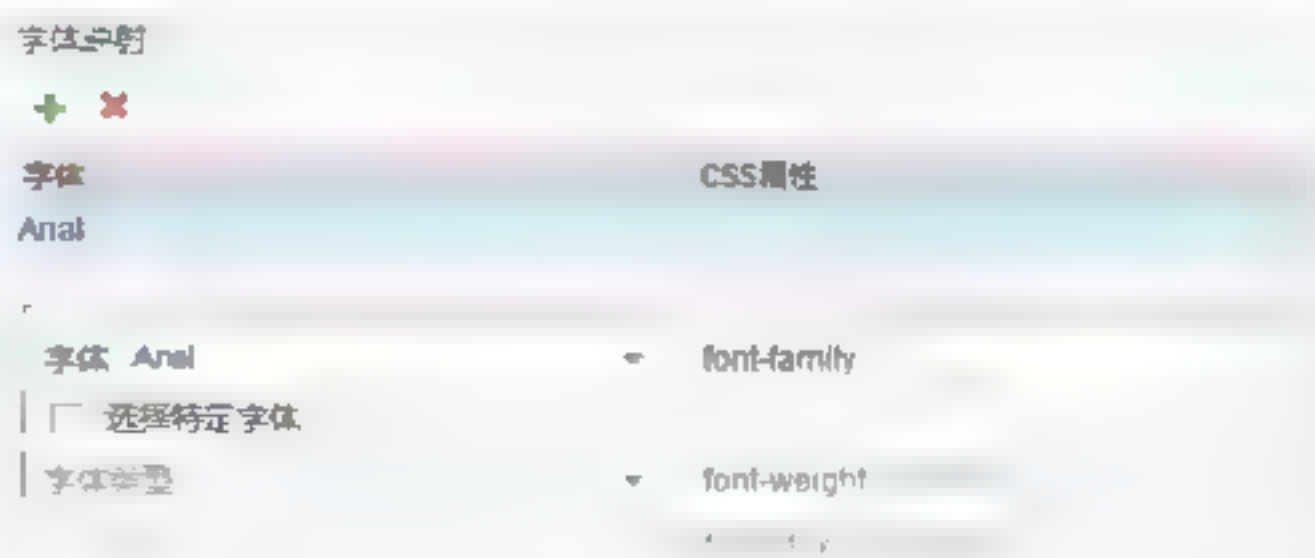 字体映射
字体 CSS属性
Arial
字体 Arial font-family
选择特定字体
字体类型 font-weight